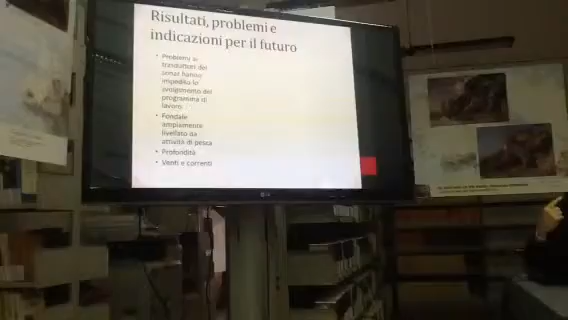 Risultati, problemi e
indicazioni per il futuro
• Problemi ai
trasduttori del
sonar hanno
impedito lo
svolgimento del
programma di
lavoro.
• Fondale
ampiamente
livellato da
attività di pesca
• Profondità
• Venti e correnti
LG